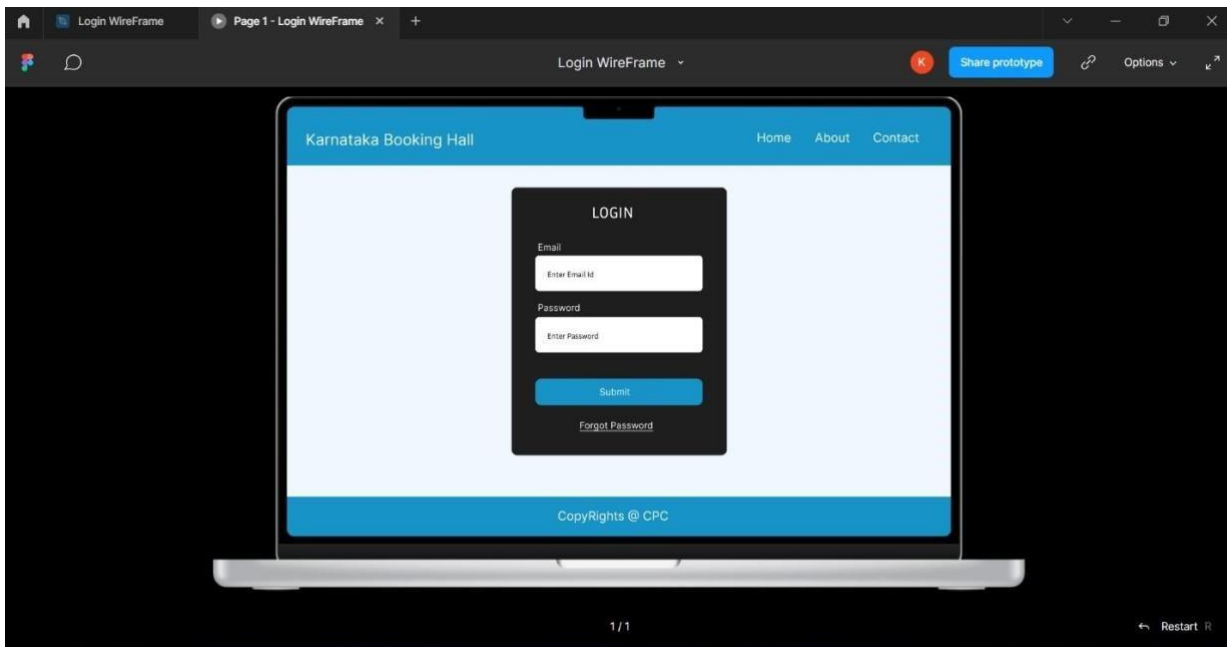 Login WireFrame
Page 1 - Login WireFrame
Login WireFrame
K
Share prototype
Options
Karnataka Booking Hall
Home About Contact
LOGIN
Email
Enter Email Id
Password
Enter Password
Submit
Forgot Password
CopyRights @ CPC
1 / 1
Restart R